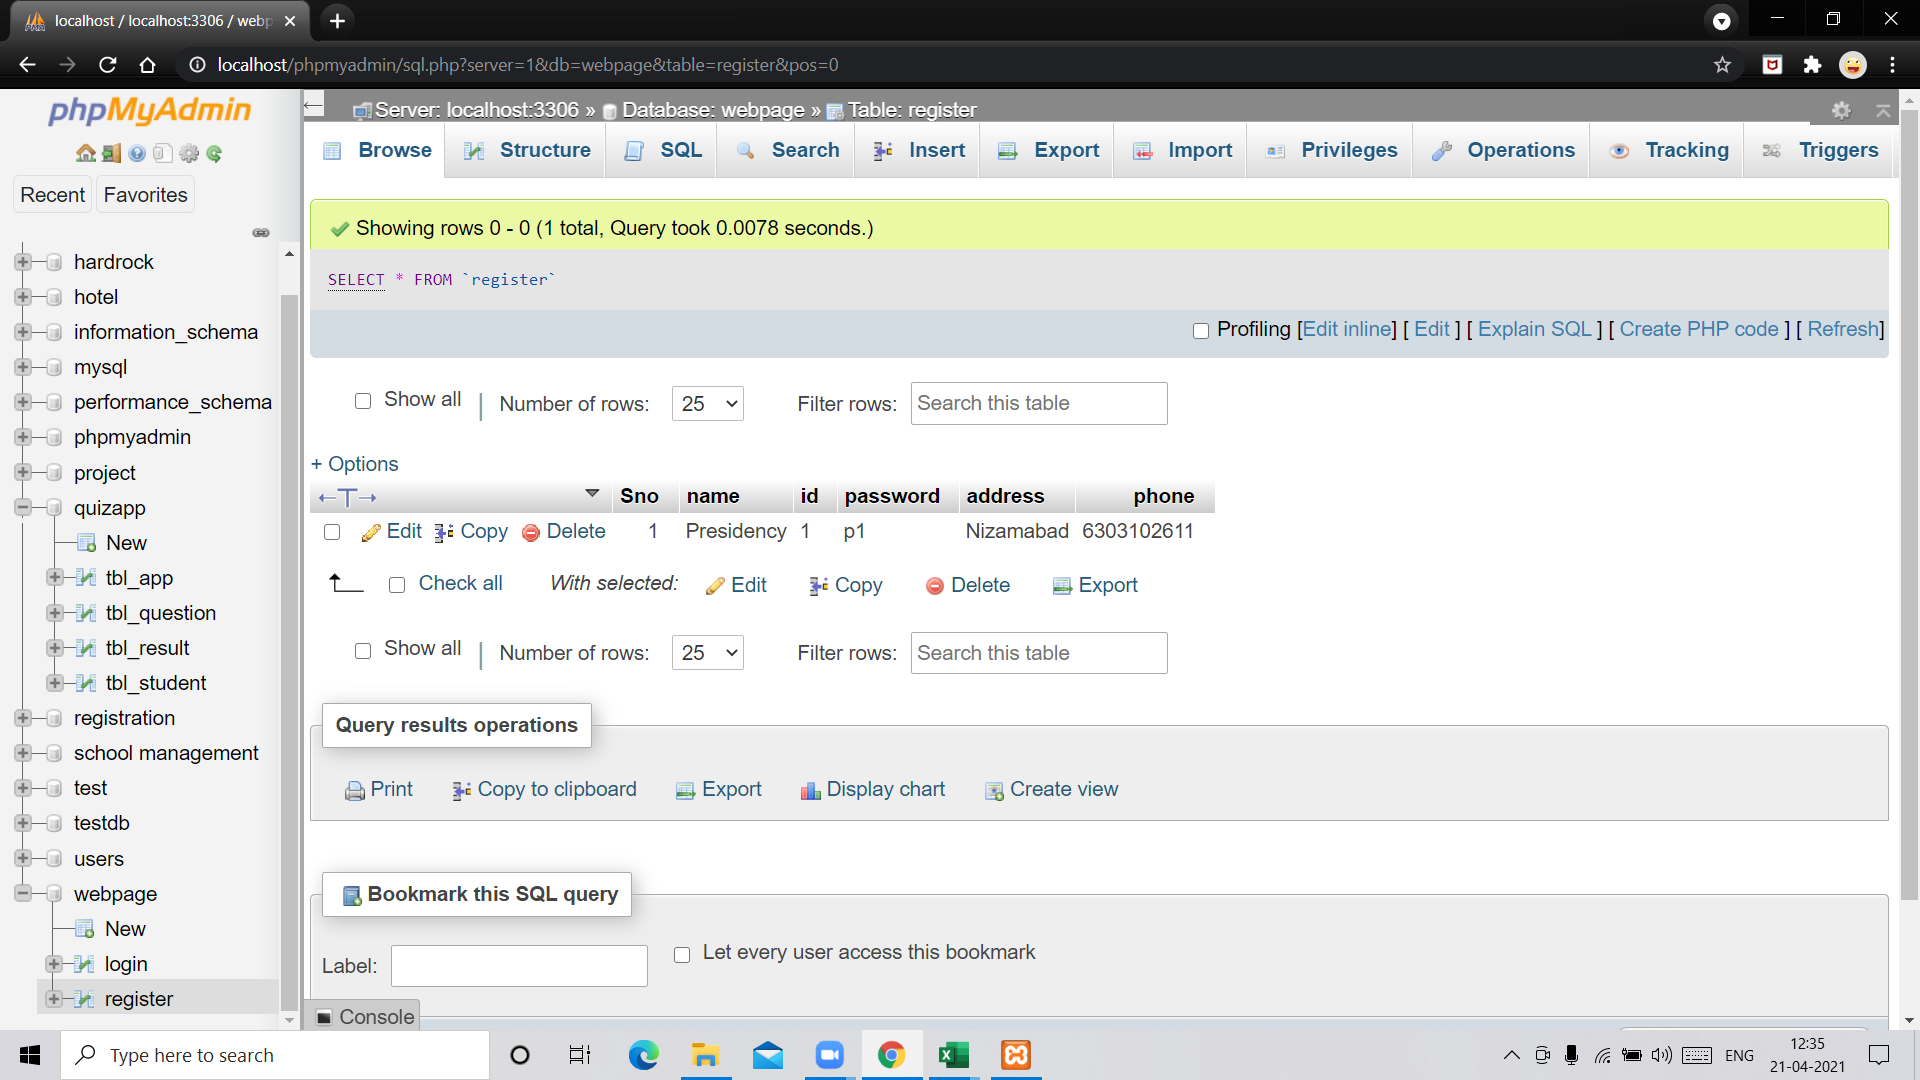 localhost / localhost:3306 / webp
localhost/phpmyadmin/sql.php?server=1&db=webpage&table=register&pos=0
phpMyAdmin
Recent Favorites
hardrock
hotel
information_schema
mysql
performance_schema
phpmyadmin
project
quizapp
New
tbl_app
tbl_question
tbl_result
tbl_student
registration
school management
test
testdb
users
webpage
New
login
register
Server: localhost:3306 » Database: webpage » Table: register
Browse Structure SQL Search Insert Export Import Privileges Operations Tracking Triggers
Showing rows 0 - 0 (1 total, Query took 0.0078 seconds.)
SELECT * FROM `register`
Profiling [Edit inline] [ Edit ] [ Explain SQL ] [ Create PHP code ] [ Refresh]
Show all | Number of rows: 25 Filter rows: Search this table
+ Options
←T→ Sno name id password address phone
Edit Copy Delete 1 Presidency 1 p1 Nizamabad 6303102611
Check all With selected: Edit Copy Delete Export
Show all | Number of rows: 25 Filter rows: Search this table
Query results operations
Print Copy to clipboard Export Display chart Create view
Bookmark this SQL query
Label: Let every user access this bookmark
Console
Type here to search
ENG
12:35
21-04-2021